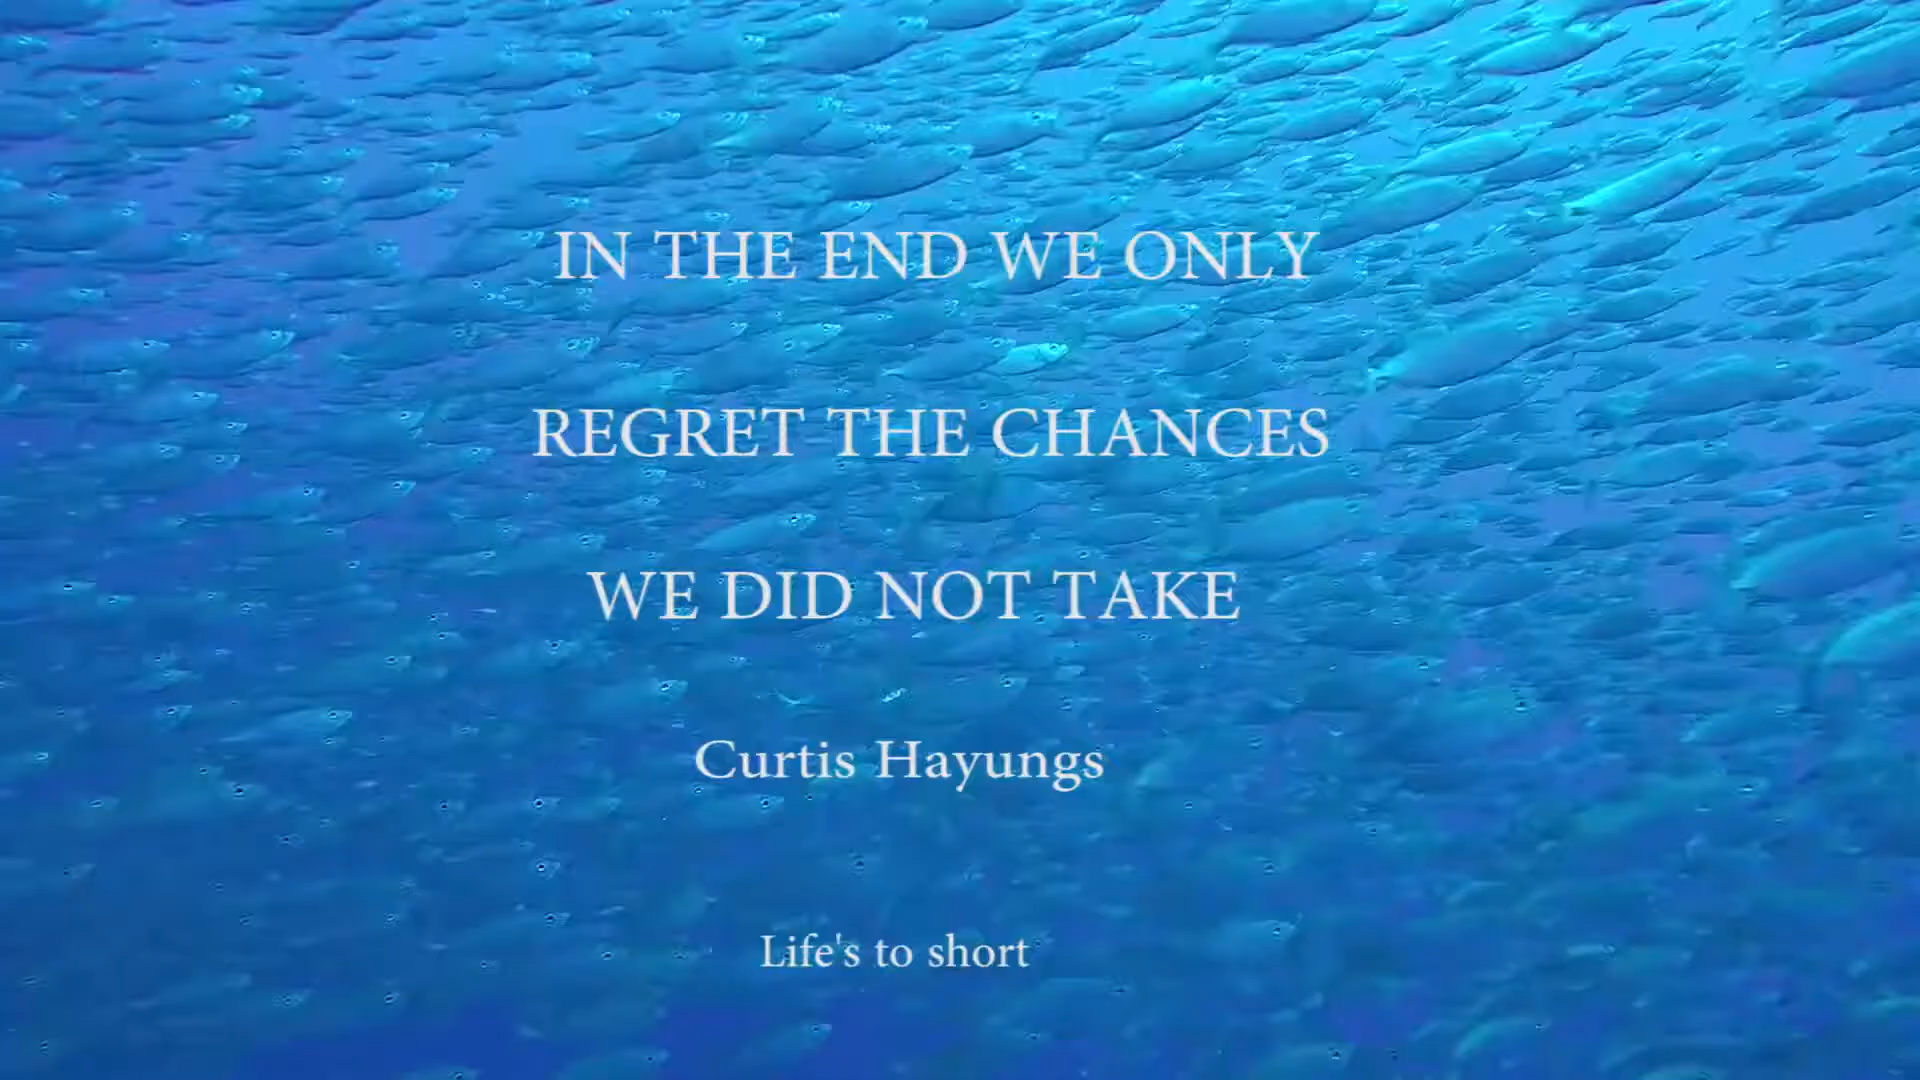 IN THE END WE ONLY
REGRET THE CHANCES
WE DID NOT TAKE
Curtis Hayungs
Life's to short